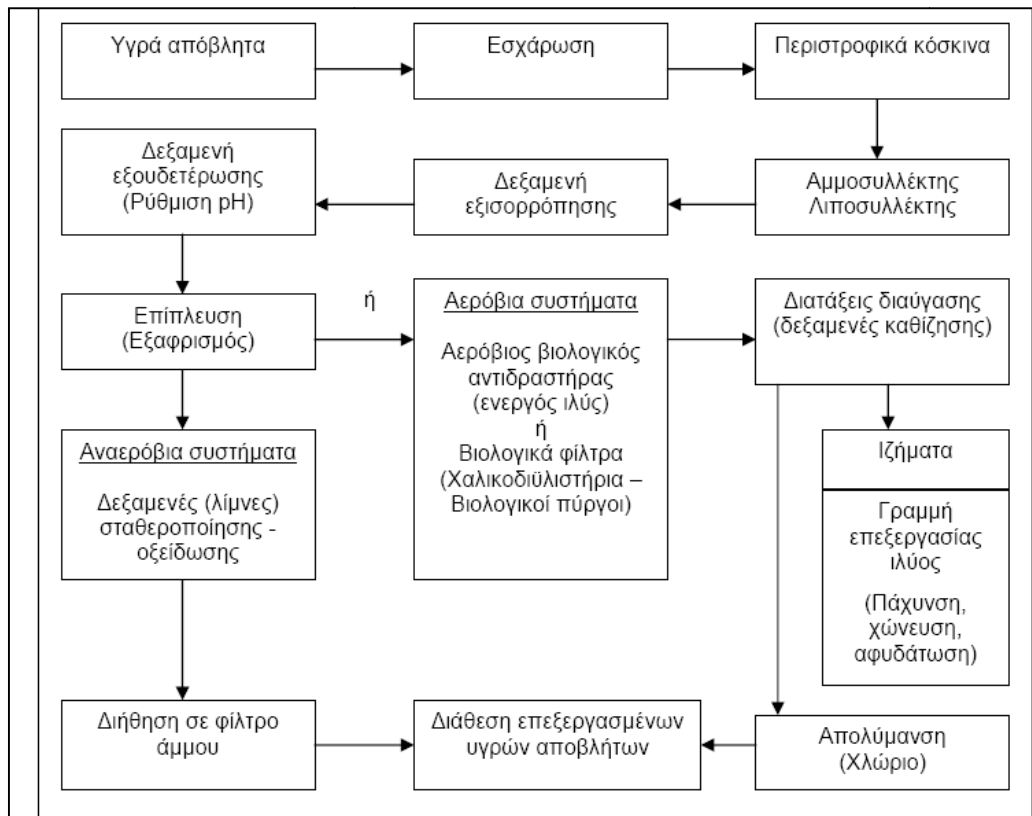 Υγρά απόβλητα
Εσχάρωση
Περιστροφικά κόσκινα
Δεξαμενή
εξουδετέρωσης
(Ρύθμιση pH)
Δεξαμενή
εξισορρόπησης
Αμμοσυλλέκτης
Λιποσυλλέκτης
Επίπλευση
(Εξαφρισμός)
ή
Αερόβια συστήματα
Αερόβιος βιολογικός
αντιδραστήρας
(ενεργός ιλύς)
ή
Βιολογικά φίλτρα
(Χαλικοδιϋλιστήρια –
Βιολογικοί πύργοι)
Διατάξεις διαύγασης
(δεξαμενές καθίζησης)
Αναερόβια συστήματα
Δεξαμενές (λίμνες)
σταθεροποίησης -
οξείδωσης
Ιζήματα
Γραμμή
επεξεργασίας
ιλύος
(Πάχυνση,
χώνευση,
αφυδάτωση)
Διήθηση σε φίλτρο
άμμου
Διάθεση επεξεργασμένων
υγρών αποβλήτων
Απολύμανση
(Χλώριο)